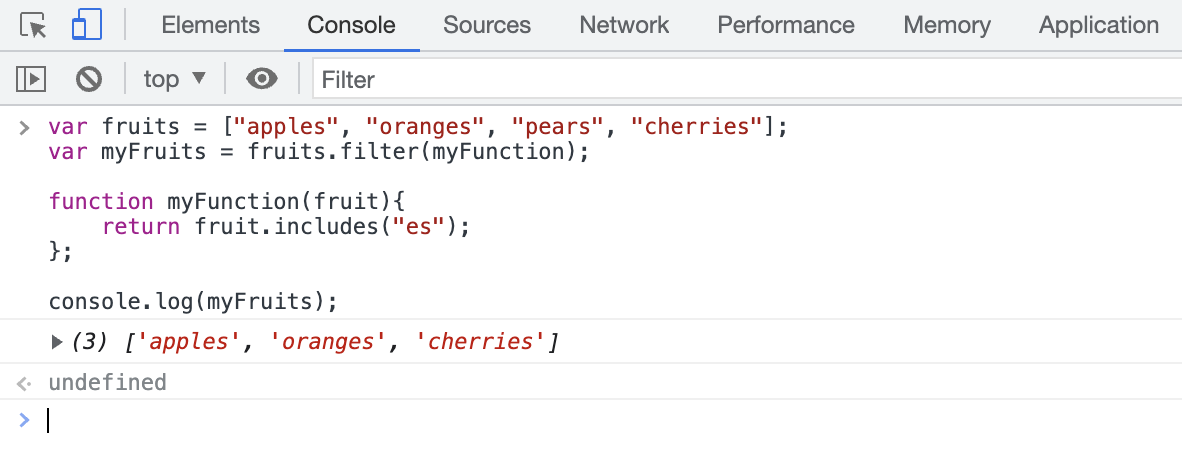 Elements Console Sources Network Performance Memory Application
top ▼ Filter
> var fruits = ["apples", "oranges", "pears", "cherries"];
var myFruits = fruits.filter(myFunction);
function myFunction(fruit){
    return fruit.includes("es");
};
console.log(myFruits);
▶ (3) ['apples', 'oranges', 'cherries']
undefined
>